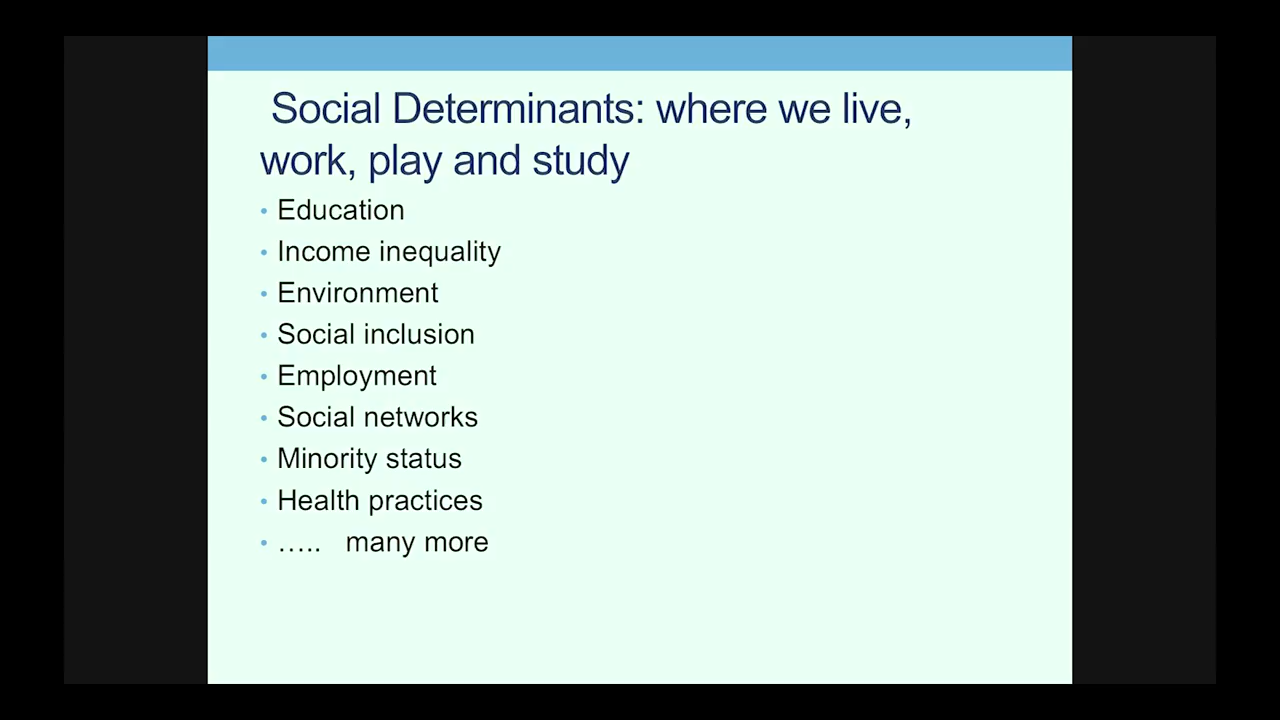 Social Determinants: where we live,
work, play and study
• Education
• Income inequality
• Environment
• Social inclusion
• Employment
• Social networks
• Minority status
• Health practices
• ….. many more